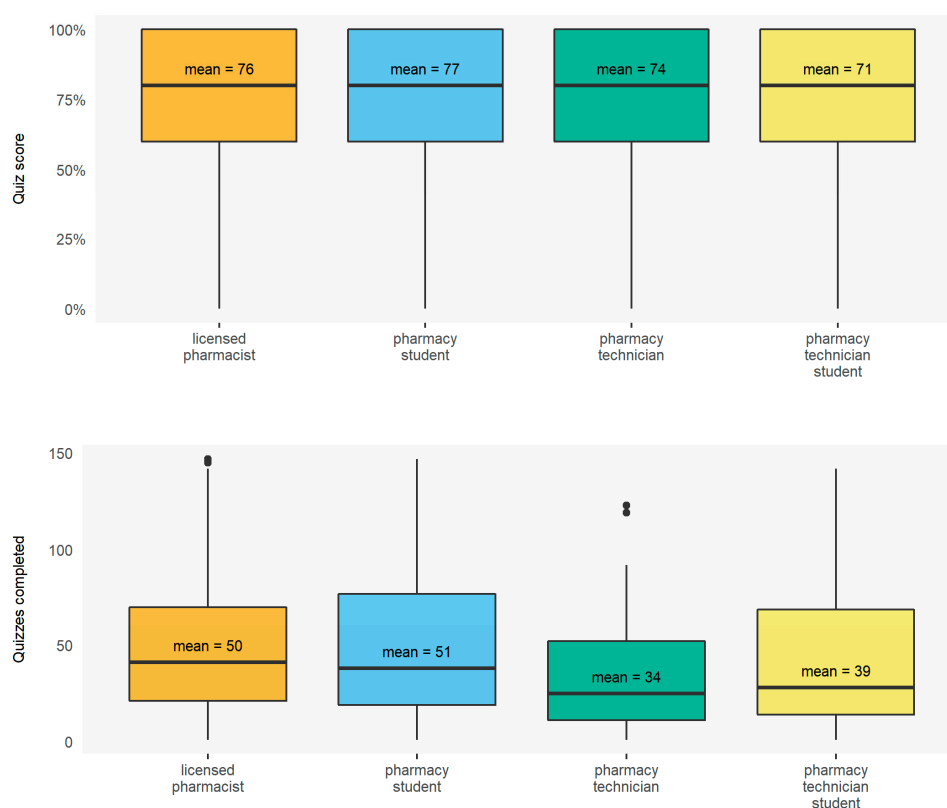 100%
75%
50%
25%
0%
Quiz score
mean = 76
mean = 77
mean = 74
mean = 71
licensed
pharmacist
pharmacy
student
pharmacy
technician
pharmacy
technician
student
150
100
50
0
Quizzes completed
mean = 50
mean = 51
mean = 34
mean = 39
licensed
pharmacist
pharmacy
student
pharmacy
technician
pharmacy
technician
student